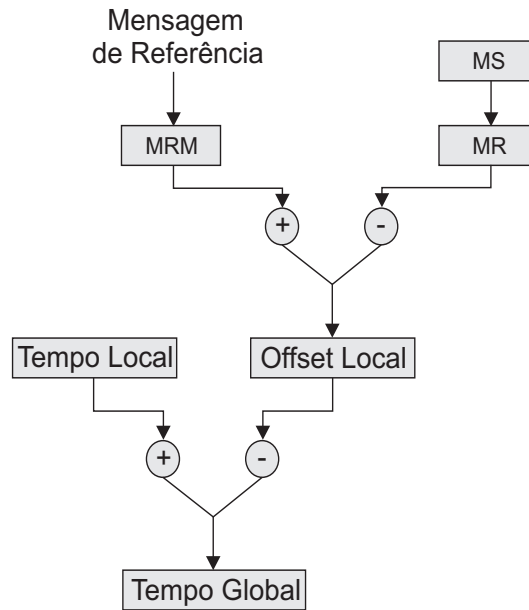 Mensagem
de Referência
MS
MRM
MR
+
-
Tempo Local
Offset Local
+
-
Tempo Global